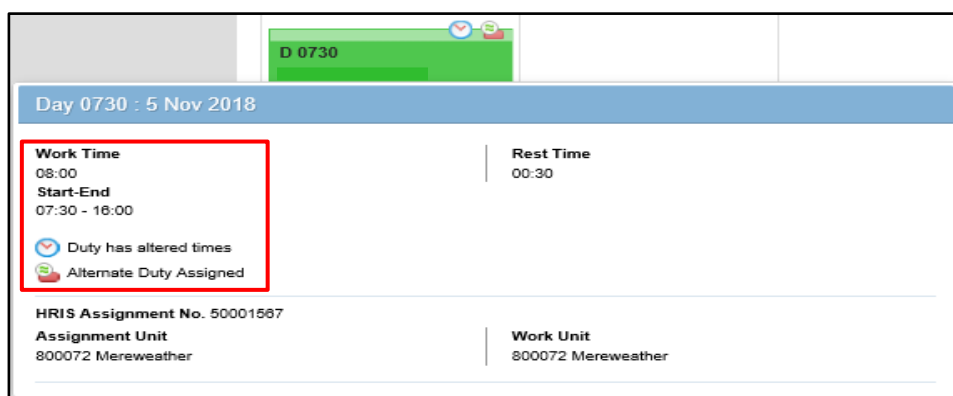 D 0730
Day 0730 : 5 Nov 2018
Work Time
08:00
Start-End
07:30 - 16:00
Duty has altered times
Alternate Duty Assigned
Rest Time
00:30
HRIS Assignment No. 50001567
Assignment Unit
800072 Mereweather
Work Unit
800072 Mereweather